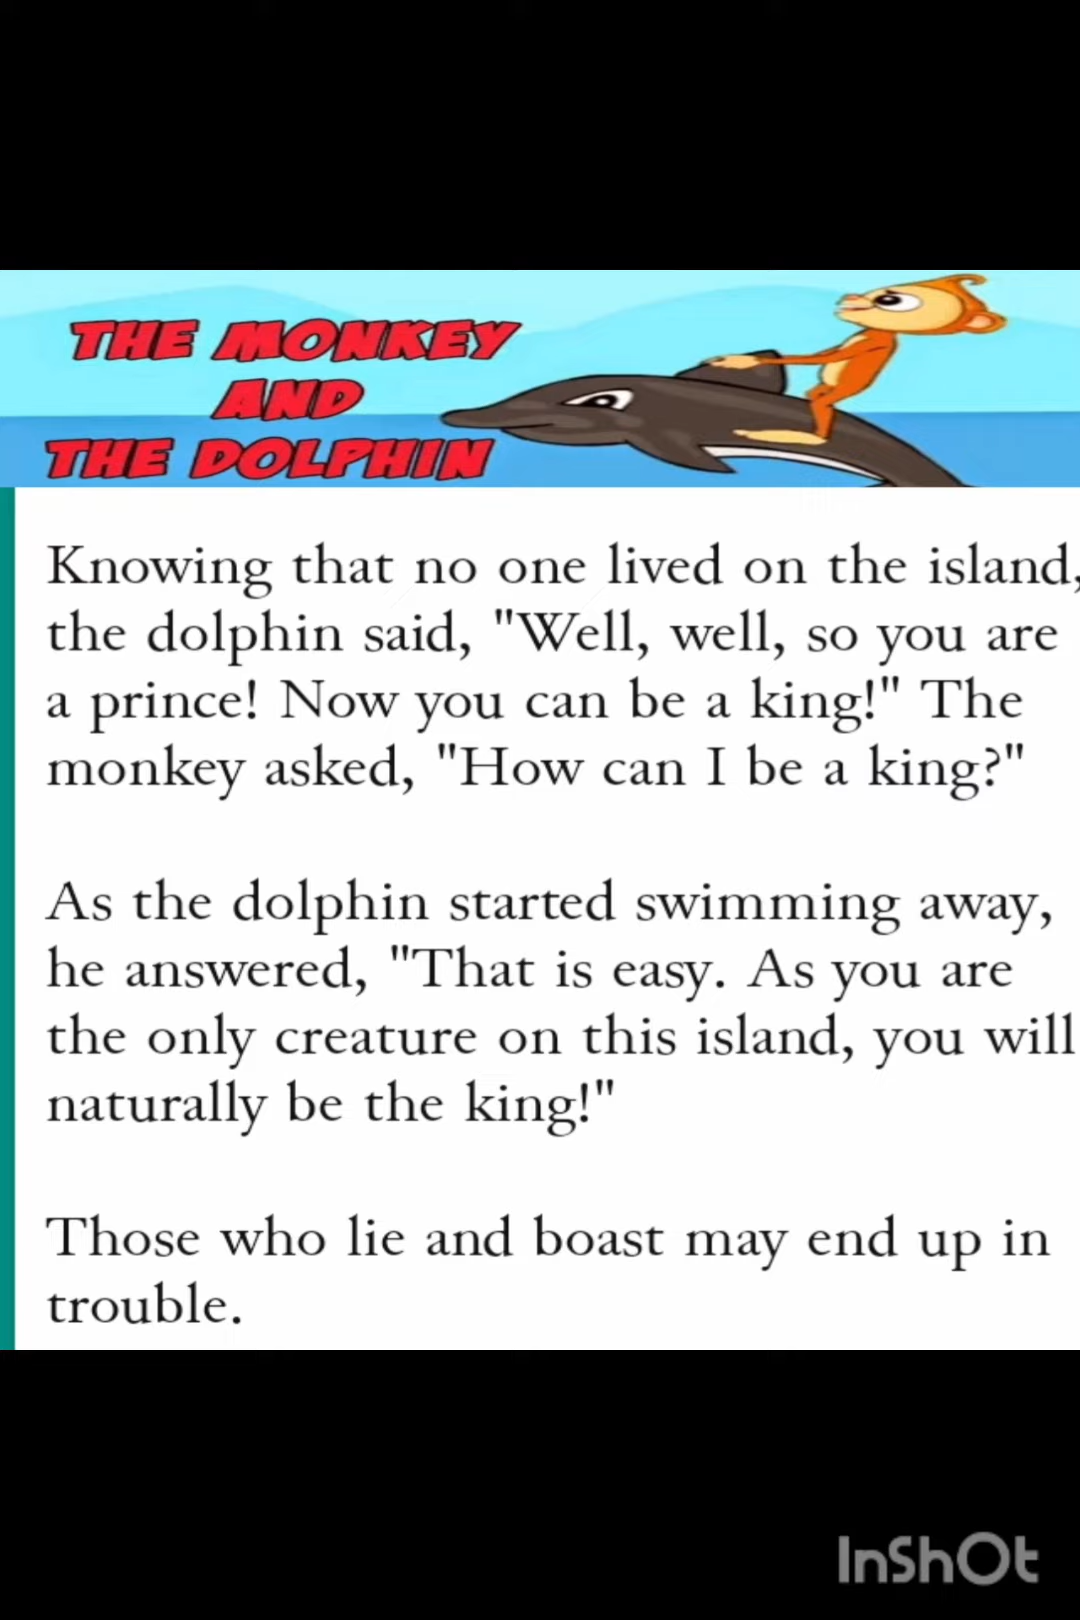 THE MONKEY
AND
THE DOLPHIN
Knowing that no one lived on the island,
the dolphin said, "Well, well, so you are
a prince! Now you can be a king!" The
monkey asked, "How can I be a king?"
As the dolphin started swimming away,
he answered, "That is easy. As you are
the only creature on this island, you will
naturally be the king!"
Those who lie and boast may end up in
trouble.
InShOt